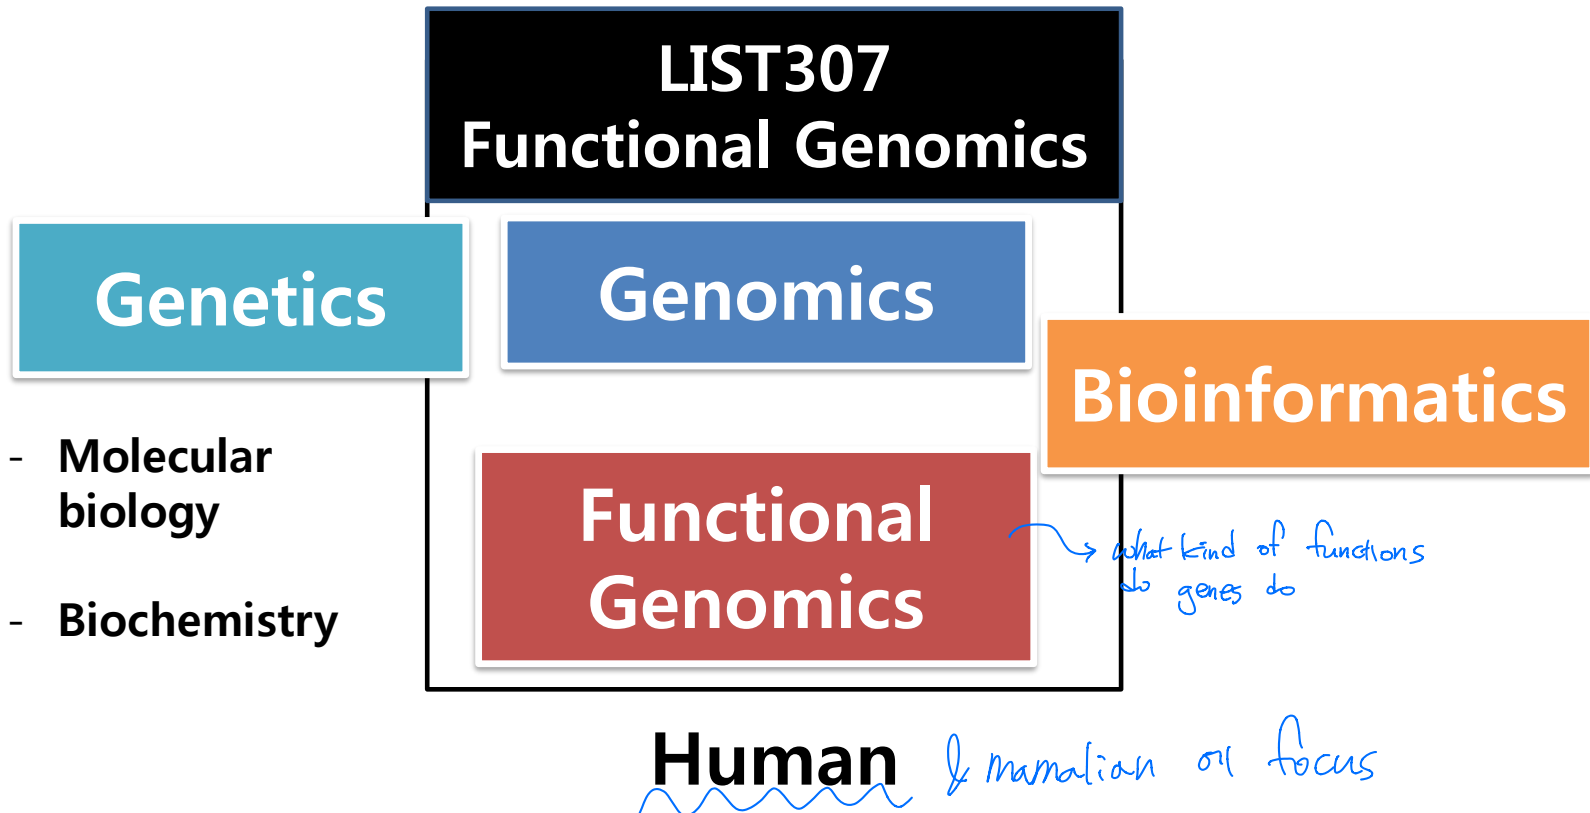 LIST307
Functional Genomics
Genetics
Genomics
Bioinformatics
- Molecular
biology
- Biochemistry
Functional
Genomics
what kind of functions
do genes do
Human & mamalian on focus